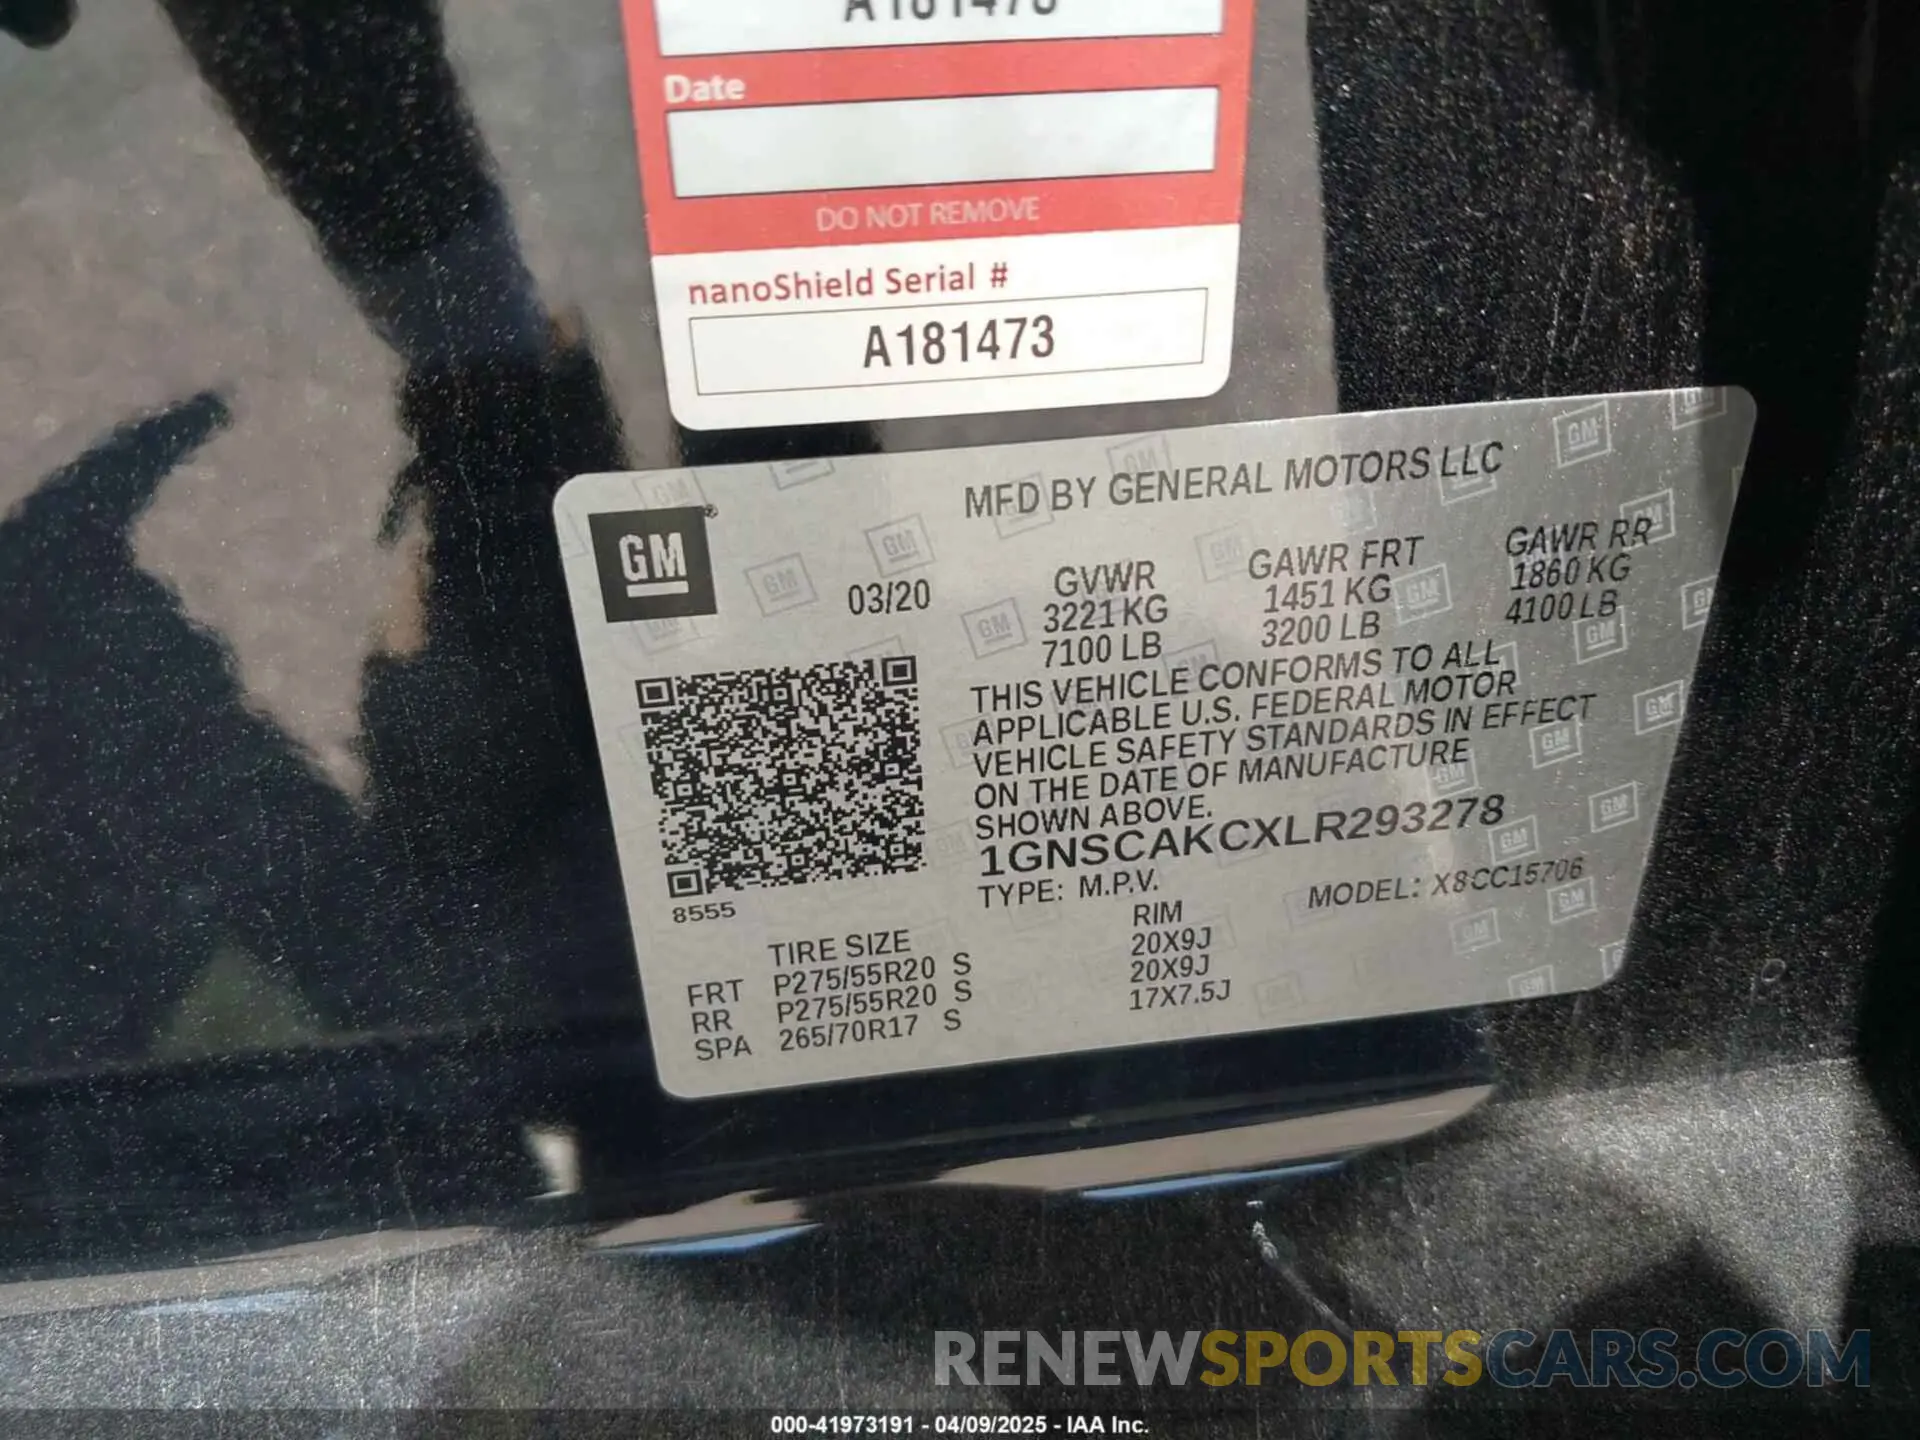 A181473
Date
DO NOT REMOVE
nanoShield Serial #
A181473
MFD BY GENERAL MOTORS LLC
GM®
03/20
GVWR GAWR FRT GAWR RR
3221 KG 1451 KG 1860 KG
7100 LB 3200 LB 4100 LB
THIS VEHICLE CONFORMS TO ALL
APPLICABLE U.S. FEDERAL MOTOR
VEHICLE SAFETY STANDARDS IN EFFECT
ON THE DATE OF MANUFACTURE
SHOWN ABOVE.
1GNSCAKCXLR293278
TYPE: M.P.V. MODEL: X8CC15706
8555
TIRE SIZE RIM
FRT P275/55R20 S 20X9J
RR P275/55R20 S 20X9J
SPA 265/70R17 S 17X7.5J
RENEWSPORTSCARS.COM
000-41973191 - 04/09/2025 - IAA Inc.